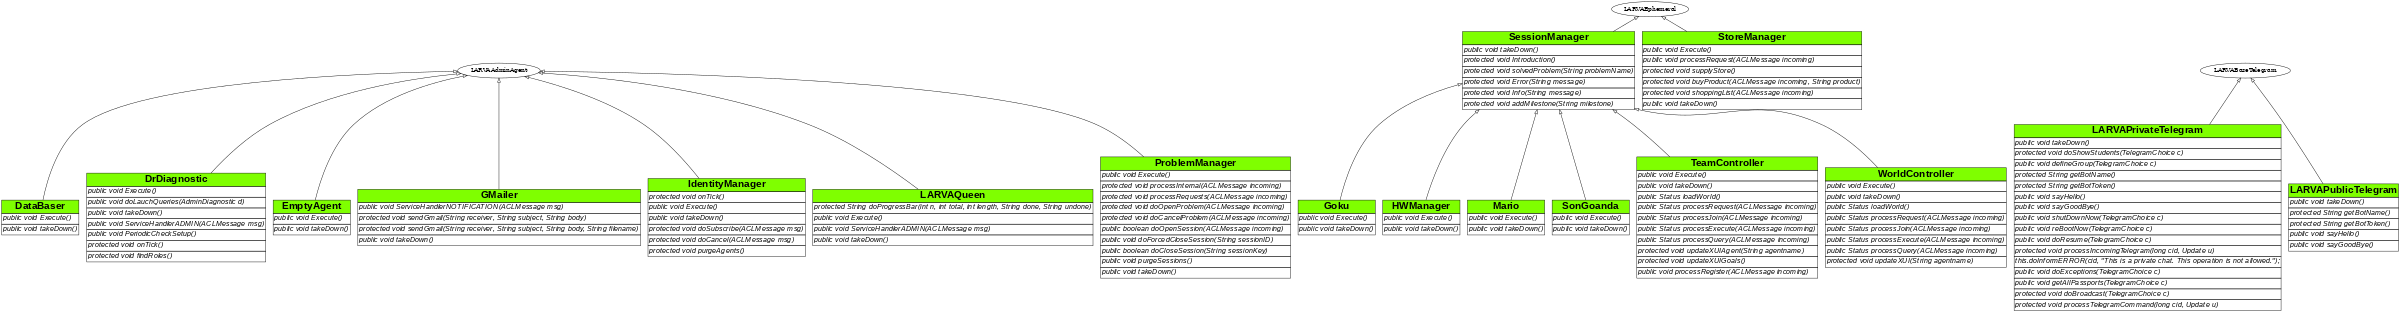 LARVAEphemeral
SessionManager
public void takeDown()
protected void Introduction()
protected void solvedProblem(String problemName)
protected void Error(String message)
protected void Info(String message)
protected void addMilestone(String milestone)
StoreManager
public void Execute()
public void processRequest(ACLMessage incoming)
protected void supplyStore()
protected void buyProduct(ACLMessage incoming, String product)
protected void shoppingList(ACLMessage incoming)
public void takeDown()
LARVAAdminAgent
LARVABaseTelegram
DataBaser
public void Execute()
public void takeDown()
DrDiagnostic
public void Execute()
public void doLauchQueries(AdminDiagnostic d)
public void takeDown()
public void ServiceHandlerADMIN(ACLMessage msg)
public void PeriodicCheckSetup()
protected void onTick()
protected void findRoles()
EmptyAgent
public void Execute()
public void takeDown()
GMailer
public void ServiceHandlerNOTIFICATION(ACLMessage msg)
protected void sendGmail(String receiver, String subject, String body)
protected void sendGmail(String receiver, String subject, String body, String filename)
public void takeDown()
IdentityManager
protected void onTick()
public void Execute()
public void takeDown()
protected void doSubscribe(ACLMessage msg)
protected void doCancel(ACLMessage msg)
protected void purgeAgents()
LARVAQueen
protected String doProgressBar(int n, int total, int length, String done, String undone)
public void Execute()
public void ServiceHandlerADMIN(ACLMessage msg)
public void takeDown()
ProblemManager
public void Execute()
protected void processInternal(ACLMessage incoming)
protected void processRequests(ACLMessage incoming)
protected void doOpenProblem(ACLMessage incoming)
protected void doCancelProblem(ACLMessage incoming)
public boolean doOpenSession(ACLMessage incoming)
public void doForcedCloseSession(String sessionID)
public boolean doCloseSession(String sessionKey)
public void purgeSessions()
public void takeDown()
Goku
public void Execute()
public void takeDown()
HWManager
public void Execute()
public void takeDown()
Mario
public void Execute()
public void takeDown()
SonGoanda
public void Execute()
public void takeDown()
TeamController
public void Execute()
public void takeDown()
public Status loadWorld()
public Status processRequest(ACLMessage incoming)
public Status processJoin(ACLMessage incoming)
public Status processExecute(ACLMessage incoming)
public Status processQuery(ACLMessage incoming)
protected void updateXUIAgent(String agentname)
protected void updateXUIGoals()
public void processRegister(ACLMessage incoming)
WorldController
public void Execute()
public void takeDown()
public Status loadWorld()
public Status processRequest(ACLMessage incoming)
public Status processJoin(ACLMessage incoming)
public Status processExecute(ACLMessage incoming)
public Status processQuery(ACLMessage incoming)
protected void updateXUI(String agentname)
LARVAPrivateTelegram
public void takeDown()
protected void doShowStudents(TelegramChoice c)
public void defineGroup(TelegramChoice c)
protected String getBotName()
protected String getBotToken()
public void sayHello()
public void sayGoodBye()
public void shutDownNow(TelegramChoice c)
public void reBootNow(TelegramChoice c)
public void doResume(TelegramChoice c)
protected void processIncomingTelegram(long cid, Update u)
this.doInformERROR(cid, "This is a private chat. This operation is not allowed.");
public void doExceptions(TelegramChoice c)
public void getAllPassports(TelegramChoice c)
protected void doBroadcast(TelegramChoice c)
protected void processTelegramCommand(long cid, Update u)
LARVAPublicTelegram
public void takeDown()
protected String getBotName()
protected String getBotToken()
public void sayHello()
public void sayGoodBye()